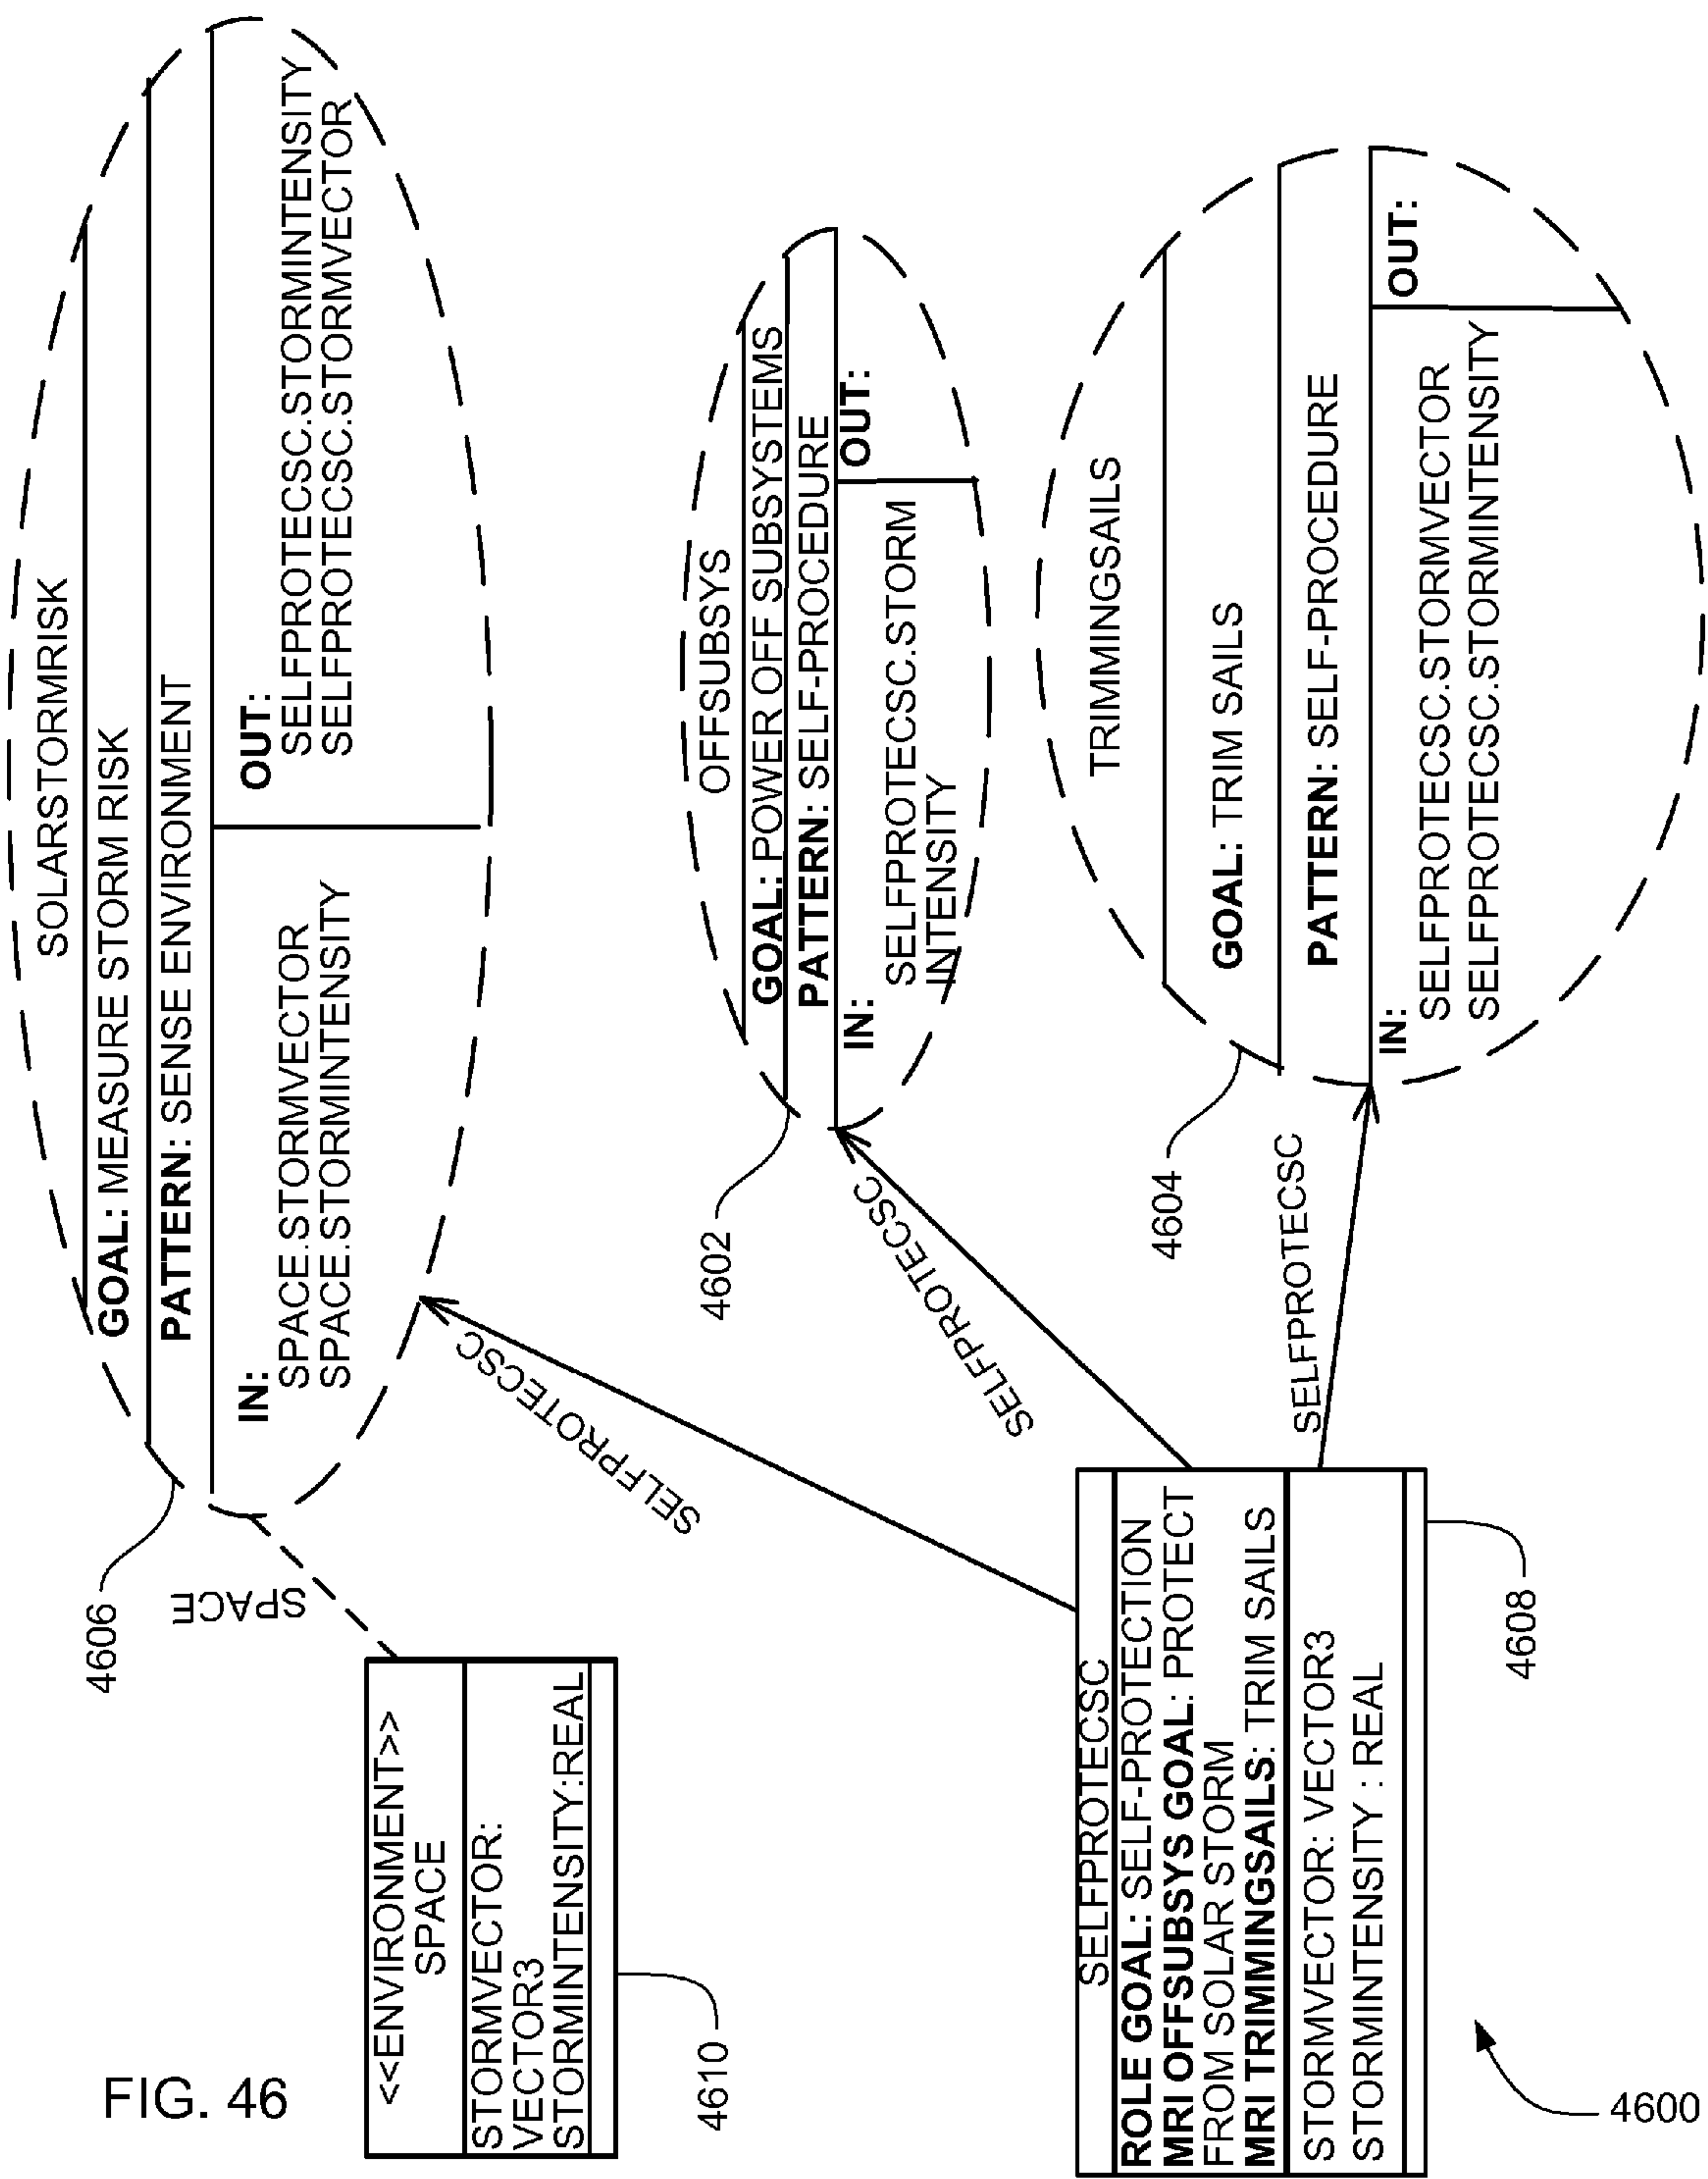 FIG. 46
4606
SOLARSTORMRISK
GOAL: MEASURE STORM RISK
PATTERN: SENSE ENVIRONMENT
IN:
SPACE.STORMVECTOR
SPACE.STORMINTENSITY
OUT:
SELFPROTECSC.STORMINTENSITY
SELFPROTECSC.STORMVECTOR
SPACE
<<ENVIRONMENT>>
SPACE
STORMVECTOR:
VECTOR3
STORMINTENSITY:REAL
4610
SELFPROTECSC
4602
OFFSUBSYS
GOAL: POWER OFF SUBSYSTEMS
PATTERN: SELF-PROCEDURE
IN:
SELFPROTECSC.STORM
INTENSITY
OUT:
SELFPROTECSC
4604
TRIMMINGSAILS
GOAL: TRIM SAILS
PATTERN: SELF-PROCEDURE
IN:
SELFPROTECSC.STORMVECTOR
SELFPROTECSC.STORMINTENSITY
OUT:
SELFPROTECSC
SELFPROTECSC
ROLE GOAL: SELF-PROTECTION
MRI OFFSUBSYS GOAL: PROTECT
FROM SOLAR STORM
MRI TRIMMINGSAILS: TRIM SAILS
STORMVECTOR: VECTOR3
STORMINTENSITY : REAL
4608
4600